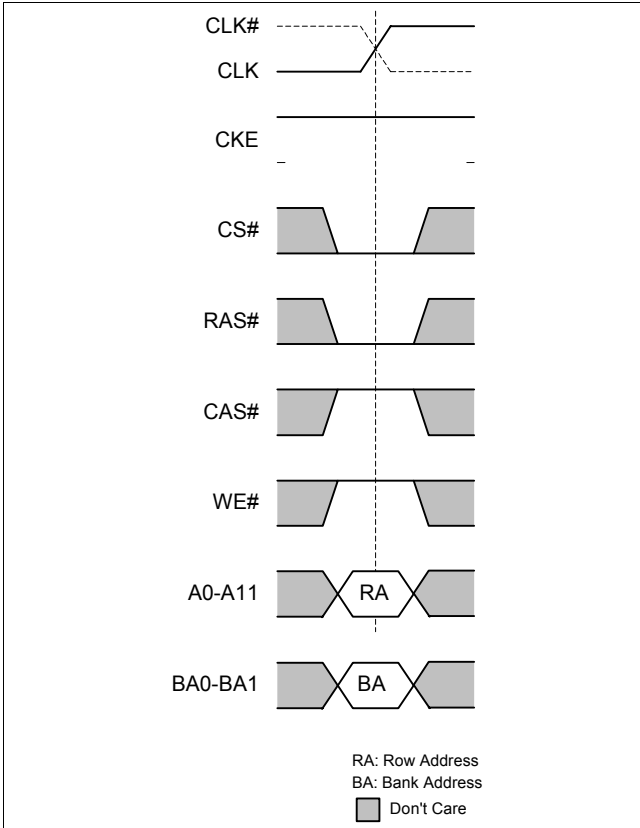 CLK#
CLK
CKE
CS#
RAS#
CAS#
WE#
A0-A11
RA
BA0-BA1
BA
RA: Row Address
BA: Bank Address
Don't Care